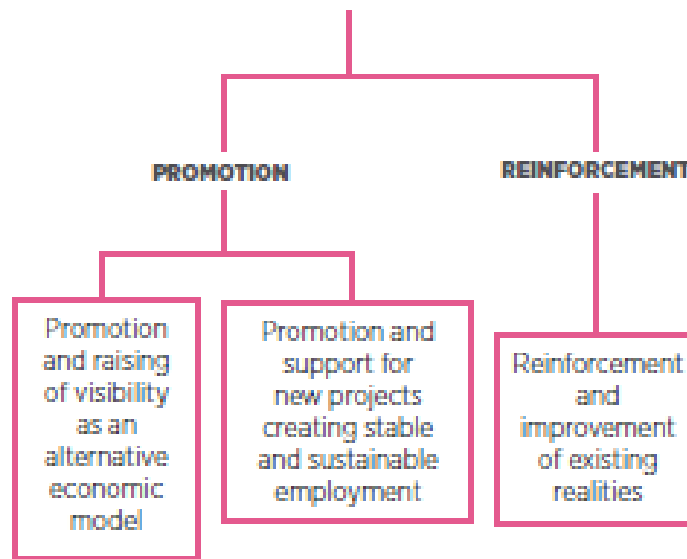 PROMOTION
REINFORCEMENT
Promotion
and raising
of visibility
as an
alternative
economic
model
Promotion and
support for
new projects
creating stable
and sustainable
employment
Reinforcement
and
improvement
of existing
realities